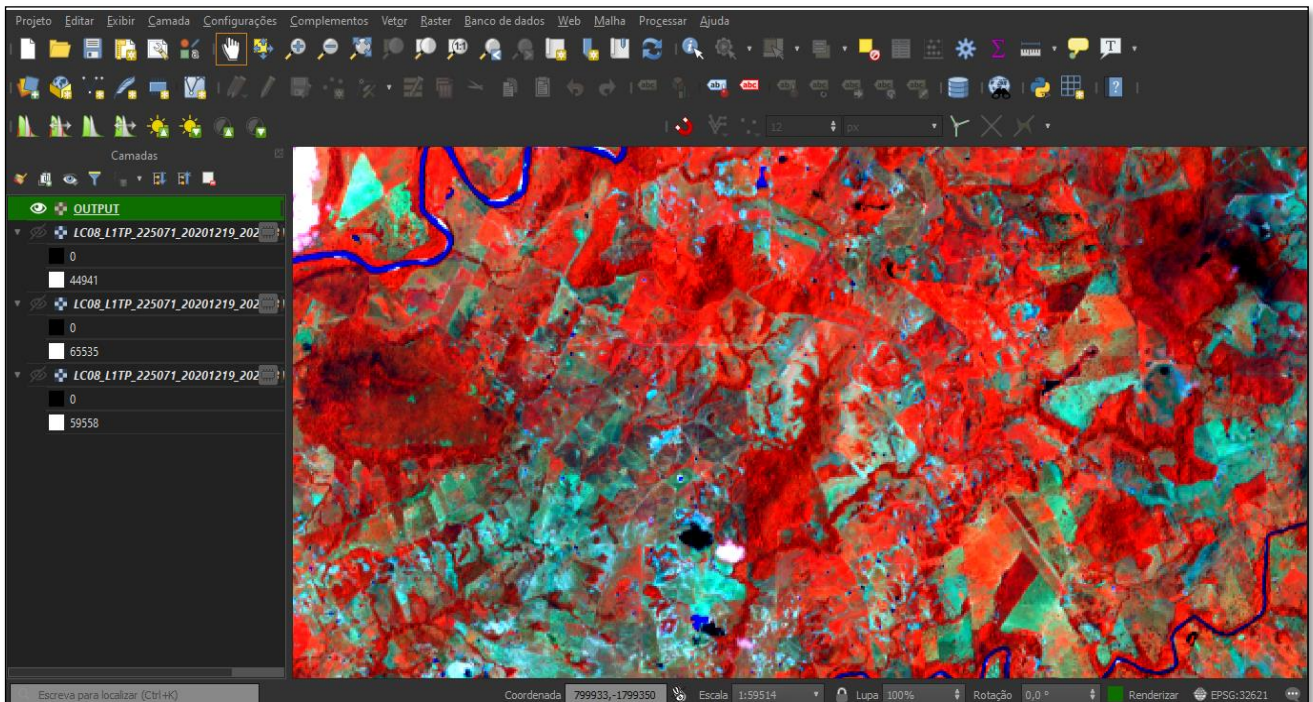 Projeto Editar Exibir Camada Configurações Complementos Vetor Raster Banco de dados Web Malha Processar Ajuda
12 px
Camadas
OUTPUT
LC08_L1TP_225071_20201219_202
0
44941
LC08_L1TP_225071_20201219_202
0
65535
LC08_L1TP_225071_20201219_202
0
59558
Escreva para localizar (Ctrl+K) Coordenada 799933,-1799350 Escala 1:59514 Lupa 100% Rotação 0,0 ° Renderizar EPSG:32621